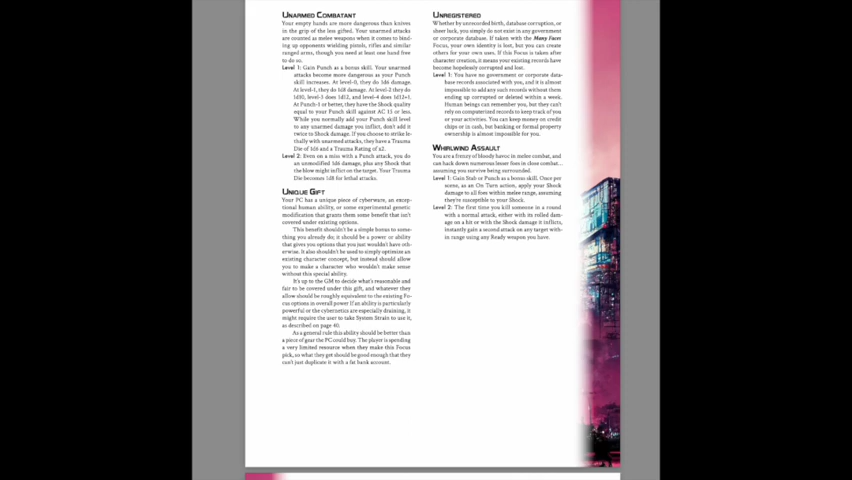 UNARMED COMBATANT
Your empty hands are more dangerous than knives
in the grip of the less gifted. Your unarmed attacks
are counted as melee weapons when it comes to bind-
ing up opponents wielding pistols, rifles and similar
ranged arms, though you need at least one hand free
to do so.
Level 1: Gain Punch as a bonus skill. Your unarmed
attacks become more dangerous as your Punch
skill increases. At level-0, they do 1d6 damage.
At level-1, they do 1d8 damage. At level-2 they do
1d10, level-3 does 1d12, and level-4 does 1d12+1.
At Punch-1 or better, they have the Shock quality
equal to your Punch skill against AC 15 or less.
While you normally add your Punch skill level
to any unarmed damage you inflict, don't add it
twice to Shock damage. If you choose to strike le-
thally with unarmed attacks, they have a Trauma
Die of 1d6 and a Trauma Rating of x2.
Level 2: Even on a miss with a Punch attack, you do
an unmodified 1d6 damage, plus any Shock that
the blow might inflict on the target. Your Trauma
Die becomes 1d8 for lethal attacks.
UNIQUE GIFT
Your PC has a unique piece of cyberware, an excep-
tional human ability, or some experimental genetic
modification that grants them some benefit that isn't
covered under existing options.
This benefit shouldn't be a simple bonus to some-
thing you already do; it should be a power or ability
that gives you options that you just wouldn't have oth-
erwise. It also shouldn't be used to simply optimize an
existing character concept, but instead should allow
you to make a character who wouldn't make sense
without this special ability.
It's up to the GM to decide what's reasonable and
fair to be covered under this gift, and whatever they
allow should be roughly equivalent to the existing Fo-
cus options in overall power If an ability is particularly
powerful or the cybernetics are especially draining, it
might require the user to take System Strain to use it,
as described on page 40.
As a general rule this ability should be better than
a piece of gear the PC could buy. The player is spending
a very limited resource when they make this Focus
pick, so what they get should be good enough that they
can't just duplicate it with a fat bank account.
UNREGISTERED
Whether by unrecorded birth, database corruption, or
sheer luck, you simply do not exist in any government
or corporate database. If taken with the Many Faces
Focus, your own identity is lost, but you can create
others for your own uses. If this Focus is taken after
character creation, it means your existing records have
become hopelessly corrupted and lost.
Level 1: You have no government or corporate data-
base records associated with you, and it is almost
impossible to add any such records without them
ending up corrupted or deleted within a week.
Human beings can remember you, but they can't
rely on computerized records to keep track of you
or your activities. You can keep money on credit
chips or in cash, but banking or formal property
ownership is almost impossible for you.
WHIRLWIND ASSAULT
You are a frenzy of bloody havoc in melee combat, and
can hack down numerous lesser foes in close combat...
assuming you survive being surrounded.
Level 1: Gain Stab or Punch as a bonus skill. Once per
scene, as an On Turn action, apply your Shock
damage to all foes within melee range, assuming
they're susceptible to your Shock.
Level 2: The first time you kill someone in a round
with a normal attack, either with its rolled dam-
age on a hit or with the Shock damage it inflicts,
instantly gain a second attack on any target with-
in range using any Ready weapon you have.